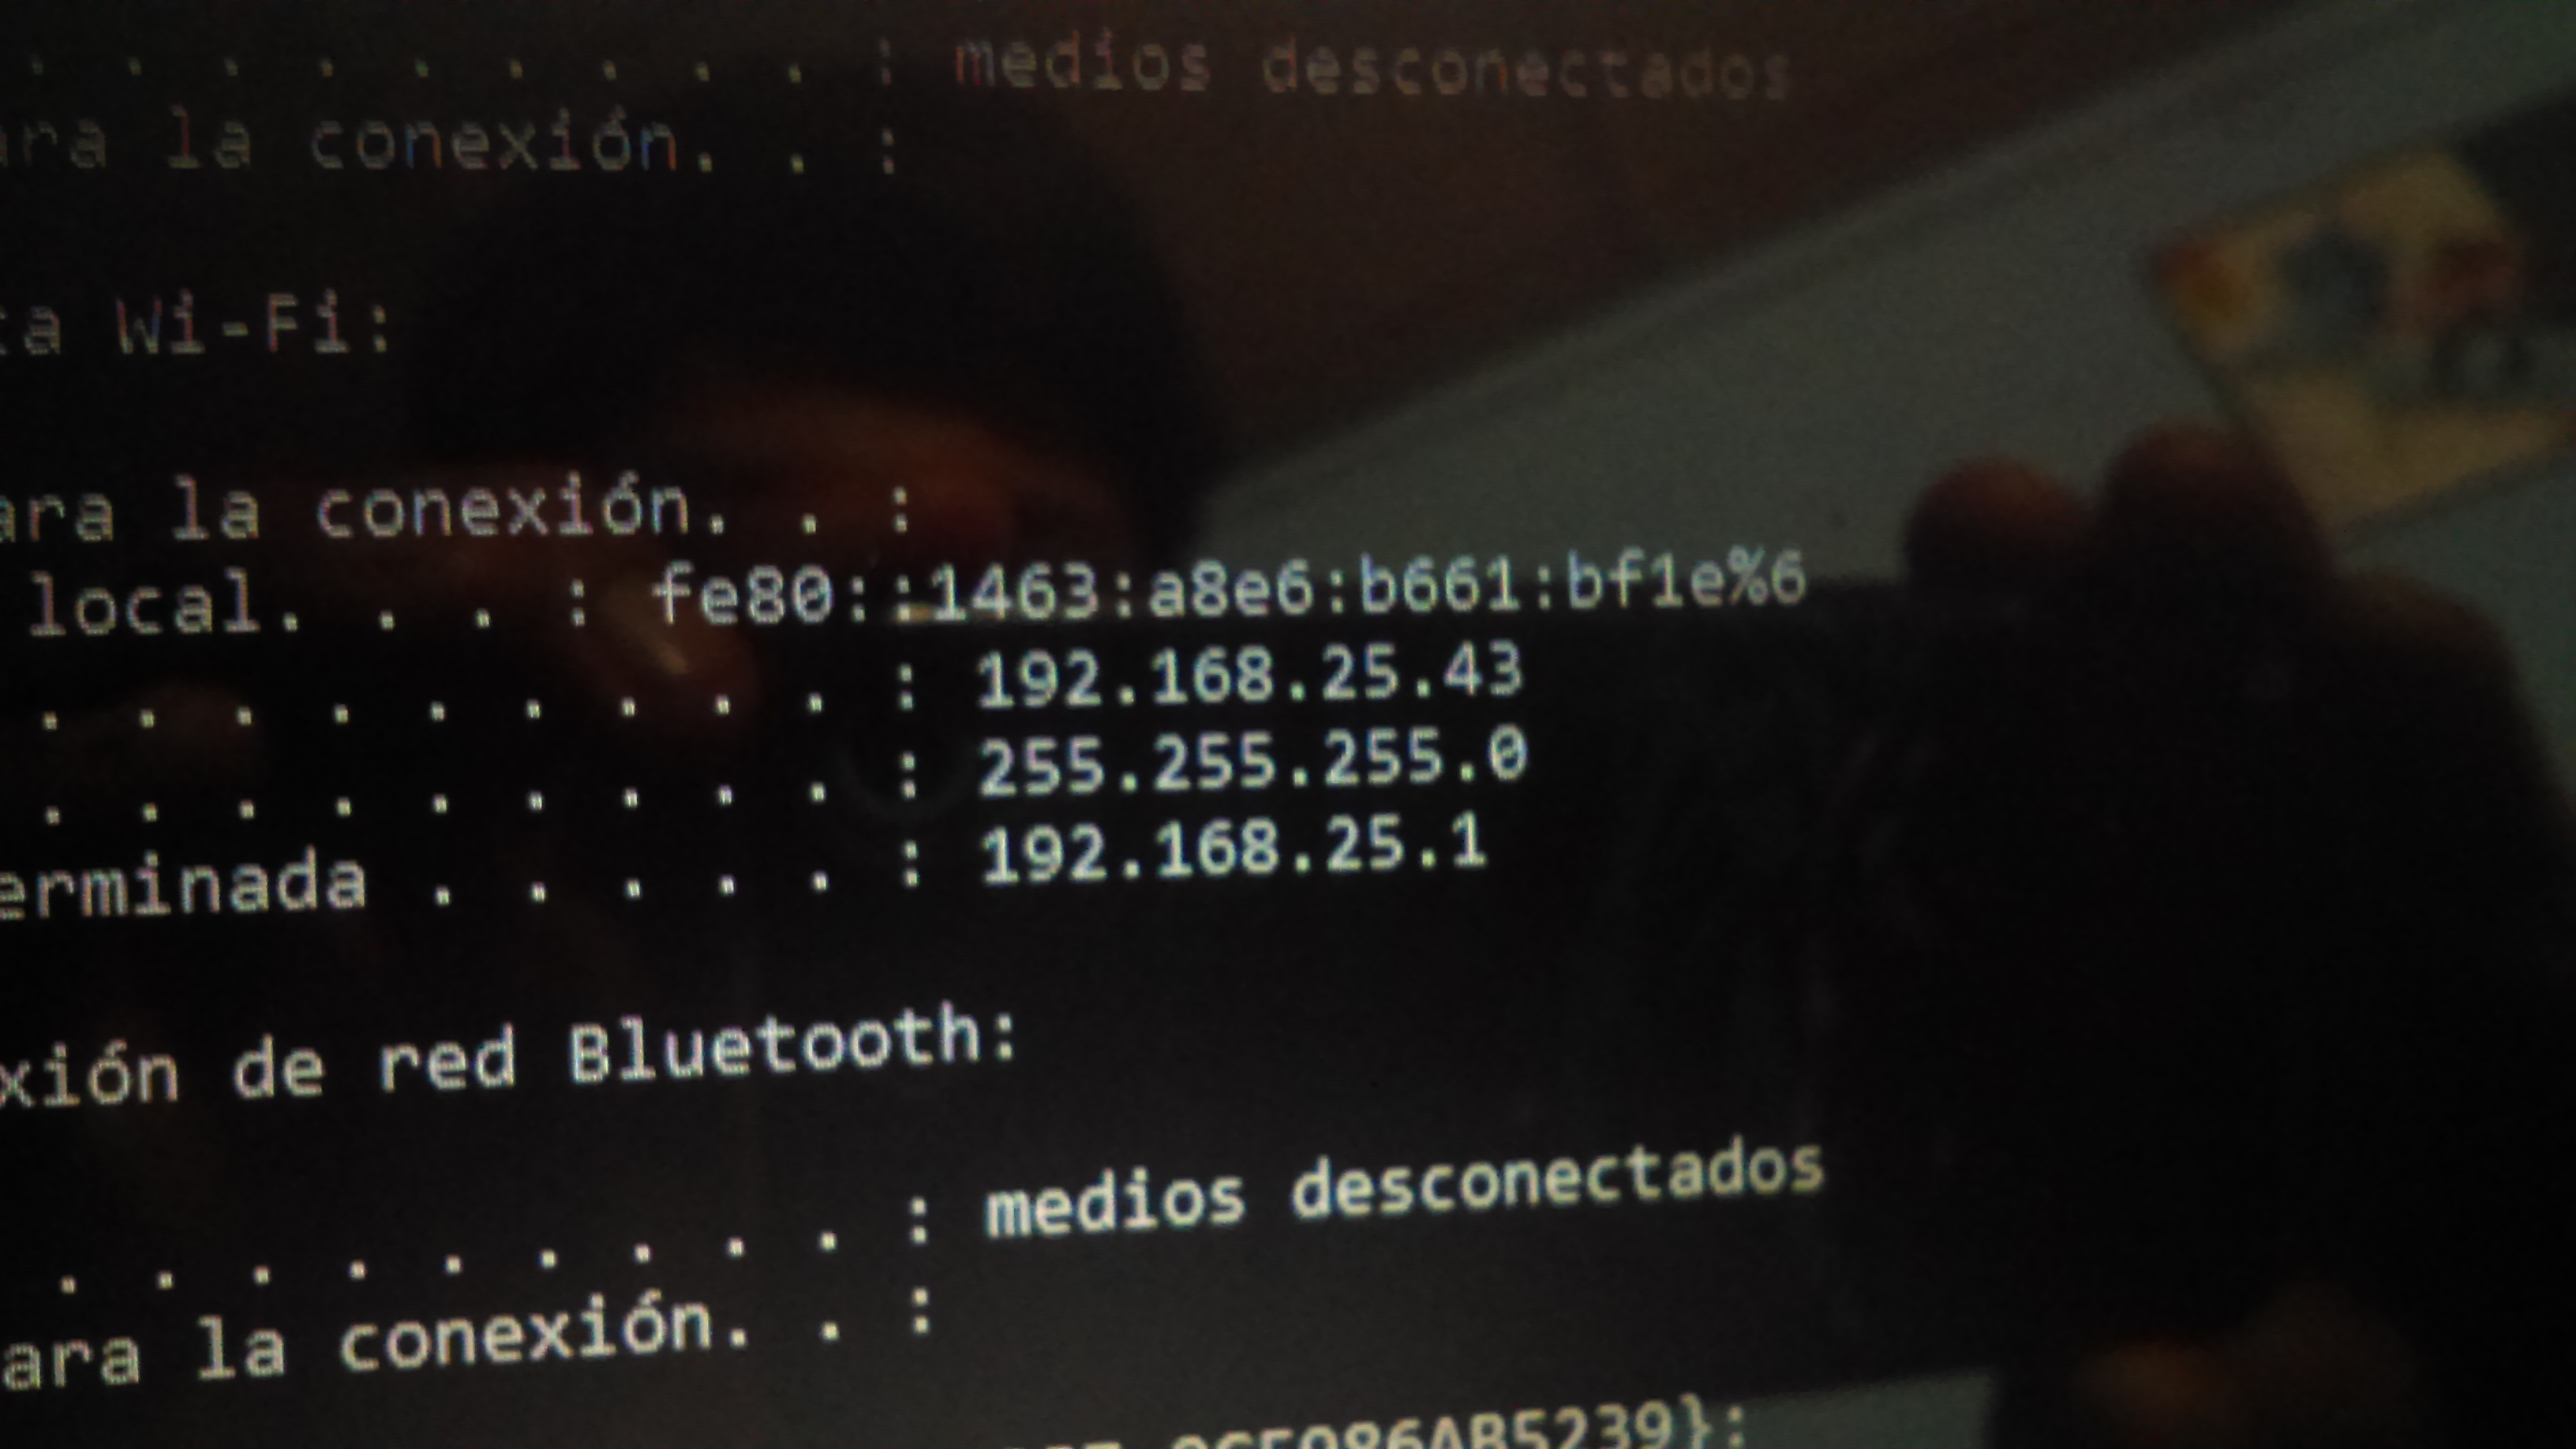 . . . . . . . . . : medios desconectados
ara la conexión. . :
ta Wi-Fi:
ara la conexión. . :
local. . . : fe80::1463:a8e6:b661:bf1e%6
. . . . . . . . . : 192.168.25.43
. . . . . . . . . : 255.255.255.0
erminada . . . . . : 192.168.25.1
xión de red Bluetooth:
. . . . . . . . . : medios desconectados
ara la conexión. . :
0CE086AB5239}: